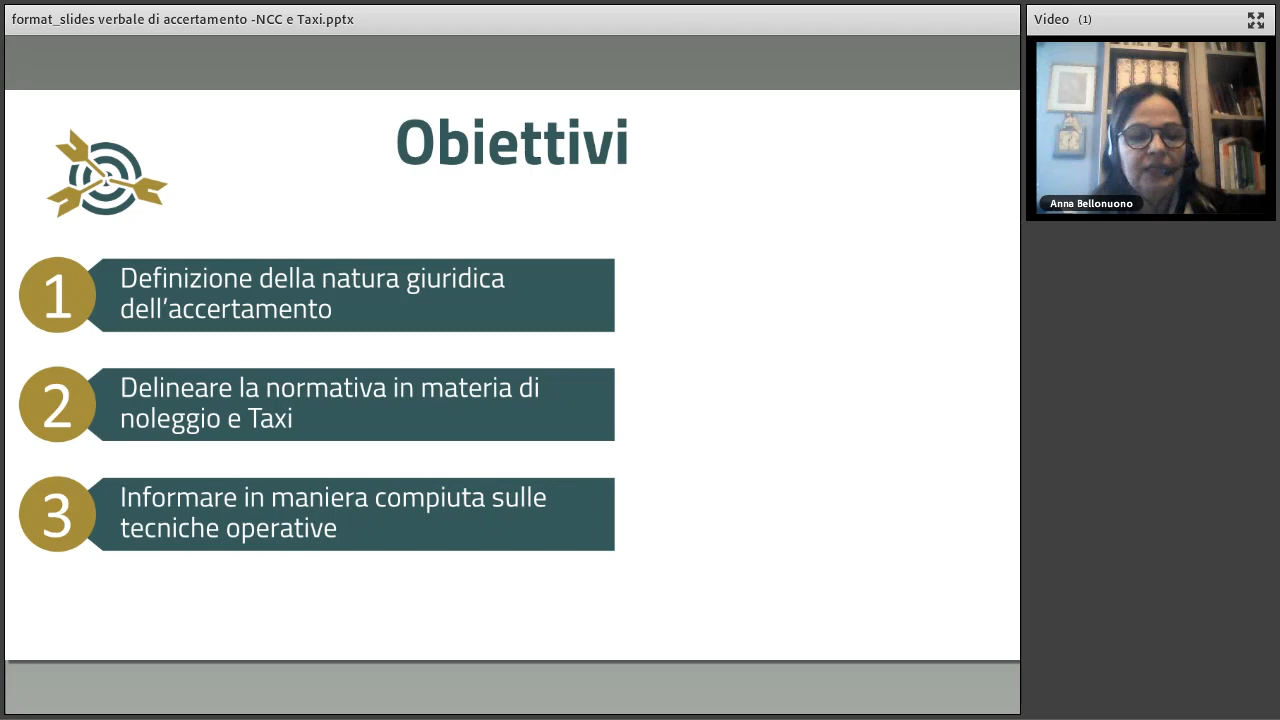 format_slides verbale di accertamento -NCC e Taxi.pptx
Video (1)
Anna Bellonuono
Obiettivi
1
Definizione della natura giuridica
dell’accertamento
2
Delineare la normativa in materia di
noleggio e Taxi
3
Informare in maniera compiuta sulle
tecniche operative